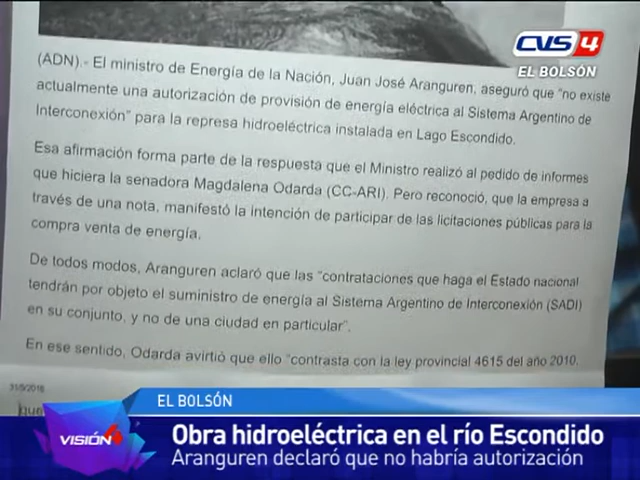 CVS 4
EL BOLSÓN
(ADN).- El ministro de Energía de la Nación, Juan José Aranguren, aseguró que "no existe
actualmente una autorización de provisión de energía eléctrica al Sistema Argentino de
Interconexión" para la represa hidroeléctrica instalada en Lago Escondido.
Esa afirmación forma parte de la respuesta que el Ministro realizó al pedido de informes
que hiciera la senadora Magdalena Odarda (CC-ARI). Pero reconoció, que la empresa a
través de una nota, manifestó la intención de participar de las licitaciones públicas para la
compra venta de energía.
De todos modos, Aranguren aclaró que las "contrataciones que haga el Estado nacional
tendrán por objeto el suministro de energía al Sistema Argentino de Interconexión (SADI)
en su conjunto, y no de una ciudad en particular".
En ese sentido, Odarda avirtió que ello "contrasta con la ley provincial 4615 del año 2010,
31/5/2016
que
EL BOLSÓN
VISIÓN 4
Obra hidroeléctrica en el río Escondido
Aranguren declaró que no habría autorización